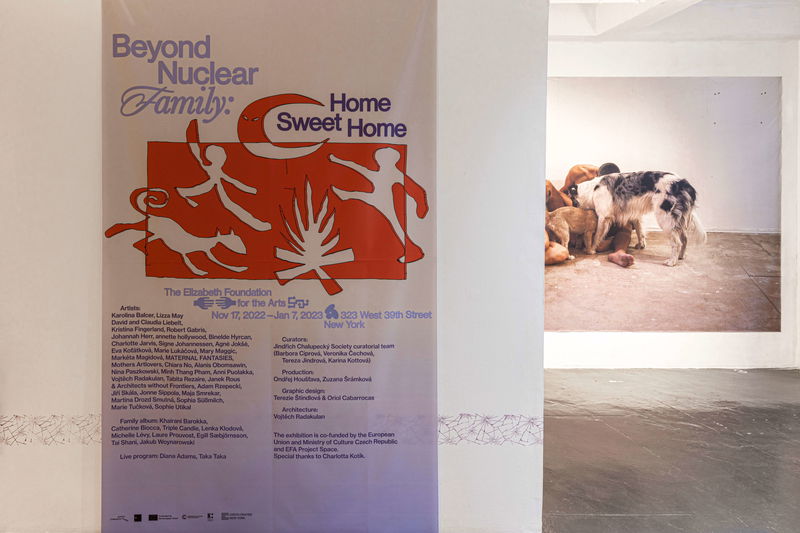 Beyond
Nuclear
Family:
Home
Sweet Home
The Elizabeth Foundation
for the Arts
Nov 17, 2022—Jan 7, 2023
323 West 39th Street
New York
Artists:
Karolina Balcer, Lizza May
David and Claudia Liebelt,
Kristina Fingerland, Robert Gabris,
Johannah Herr, annette hollywood, Binelde Hyrcan,
Charlotte Jarvis, Signe Johannessen, Agnė Jokšė,
Eva Koťátková, Marie Lukáčová, Mary Maggic,
Markéta Magidová, MATERNAL FANTASIES,
Mothers Artlovers, Chiara No, Alanis Obomsawin,
Nina Paszkowski, Minh Thang Pham, Anni Puolakka,
Vojtěch Radakulan, Tabita Rezaire, Janek Rous
& Architects without Frontiers, Adam Rzepecki,
Jiří Skála, Jonne Sippola, Maja Smrekar,
Martina Drozd Smutná, Sophia Süßmilch,
Marie Tučková, Sophie Utikal
Family album: Khairani Barokka,
Catherine Biocca, Triple Candie, Lenka Klodová,
Michelle Lévy, Laure Prouvost, Egill Sæbjörnsson,
Tai Shani, Jakub Woynarowski
Live program: Diana Adams, Taka Taka
Curators:
Jindřich Chalupecký Society curatorial team
(Barbora Ciprová, Veronika Čechová,
Tereza Jindrová, Karina Kottová)
Production:
Ondřej Houšťava, Zuzana Šrámková
Graphic design:
Terezie Štindlová & Oriol Cabarrocas
Architecture:
Vojtěch Radakulan
The exhibition is co-funded by the European
Union and Ministry of Culture Czech Republic
and EFA Project Space.
Special thanks to Charlotta Kotik.